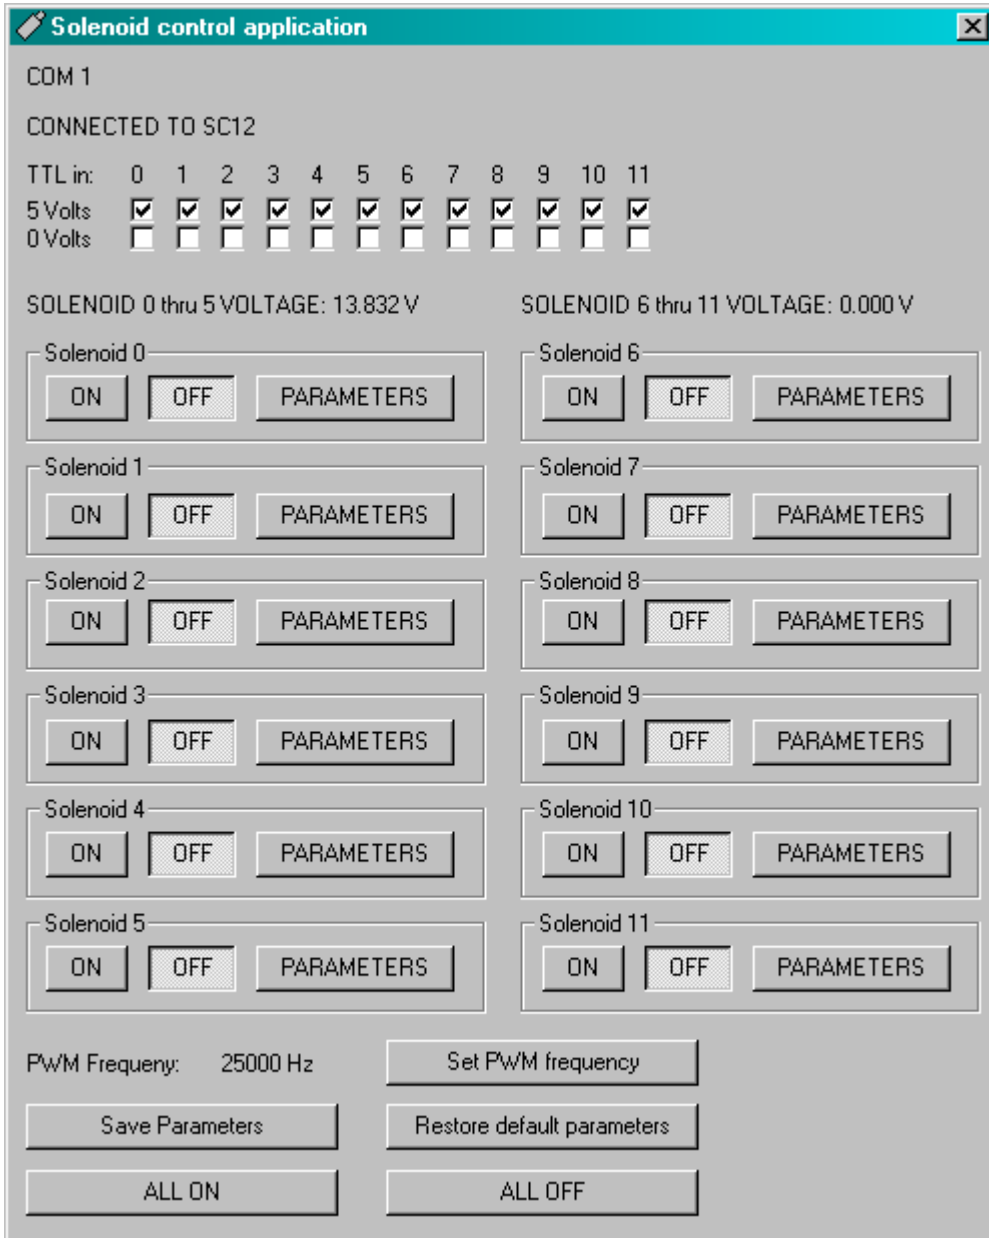 Solenoid control application
COM 1
CONNECTED TO SC12
TTL in: 0 1 2 3 4 5 6 7 8 9 10 11
5 Volts
0 Volts
SOLENOID 0 thru 5 VOLTAGE: 13.832 V SOLENOID 6 thru 11 VOLTAGE: 0.000 V
Solenoid 0 Solenoid 6
ON OFF PARAMETERS ON OFF PARAMETERS
Solenoid 1 Solenoid 7
ON OFF PARAMETERS ON OFF PARAMETERS
Solenoid 2 Solenoid 8
ON OFF PARAMETERS ON OFF PARAMETERS
Solenoid 3 Solenoid 9
ON OFF PARAMETERS ON OFF PARAMETERS
Solenoid 4 Solenoid 10
ON OFF PARAMETERS ON OFF PARAMETERS
Solenoid 5 Solenoid 11
ON OFF PARAMETERS ON OFF PARAMETERS
PWM Frequeny: 25000 Hz Set PWM frequency
Save Parameters Restore default parameters
ALL ON ALL OFF